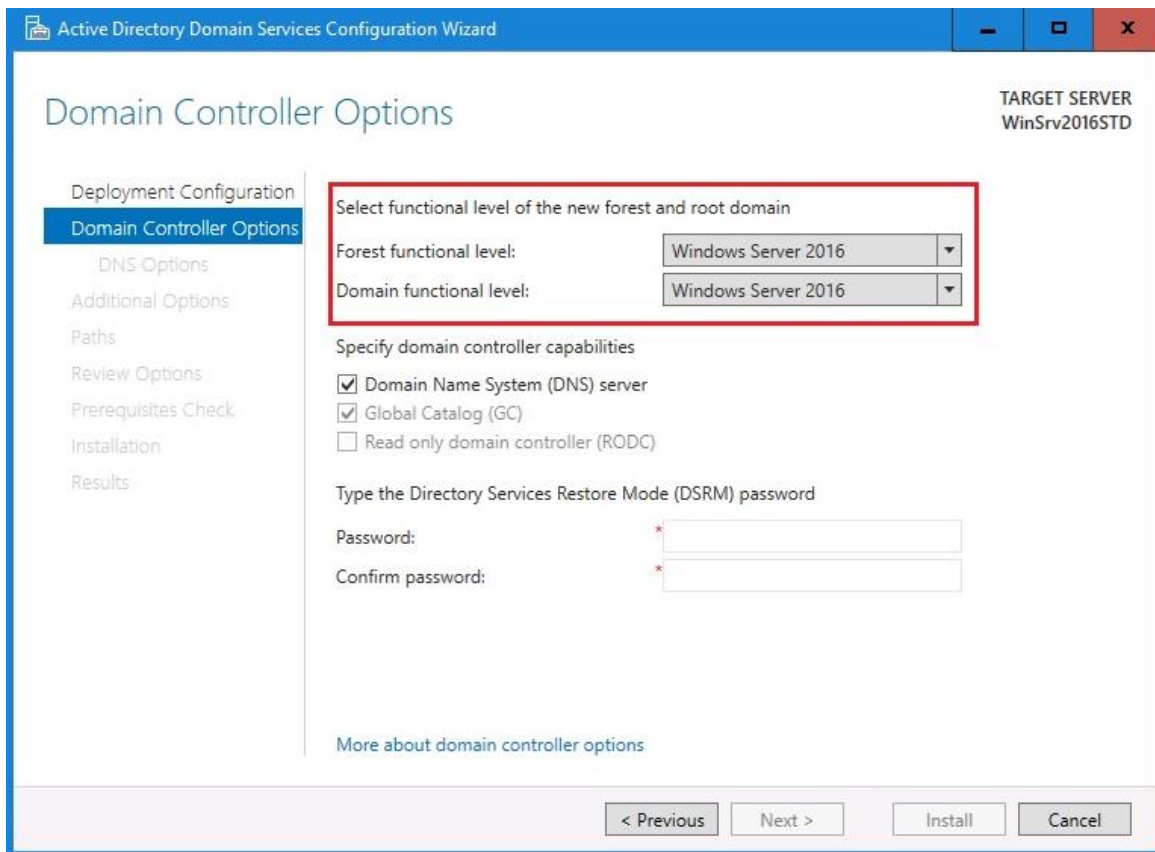 Active Directory Domain Services Configuration Wizard
Domain Controller Options
TARGET SERVER
WinSrv2016STD
Deployment Configuration
Domain Controller Options
DNS Options
Additional Options
Paths
Review Options
Prerequisites Check
Installation
Results
Select functional level of the new forest and root domain
Forest functional level: Windows Server 2016
Domain functional level: Windows Server 2016
Specify domain controller capabilities
Domain Name System (DNS) server
Global Catalog (GC)
Read only domain controller (RODC)
Type the Directory Services Restore Mode (DSRM) password
Password: *
Confirm password: *
More about domain controller options
< Previous Next > Install Cancel